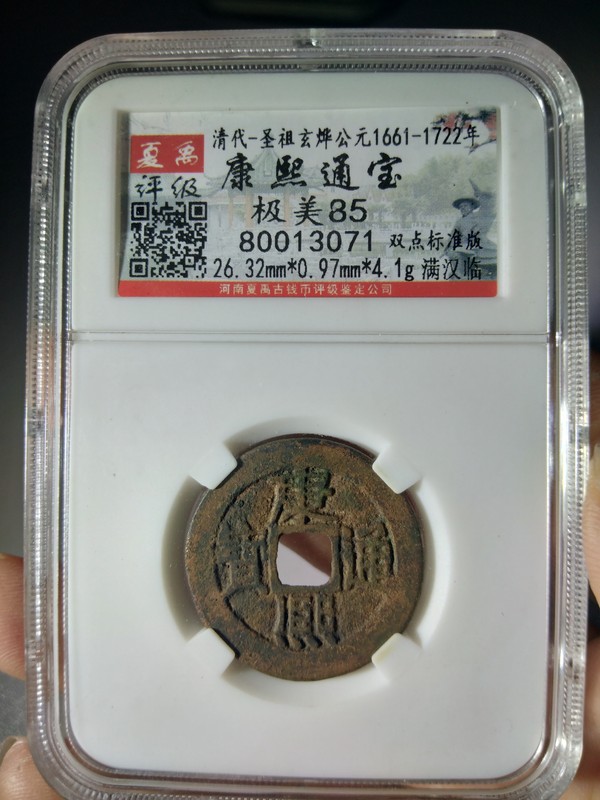 清代-圣祖玄烨公元1661-1722年
夏禹
评级
康熙通宝
极美85
80013071 双点标准版
26.32mm*0.97mm*4.1g 满汉临
河南夏禹古钱币评级鉴定公司
康
寳 通
熙